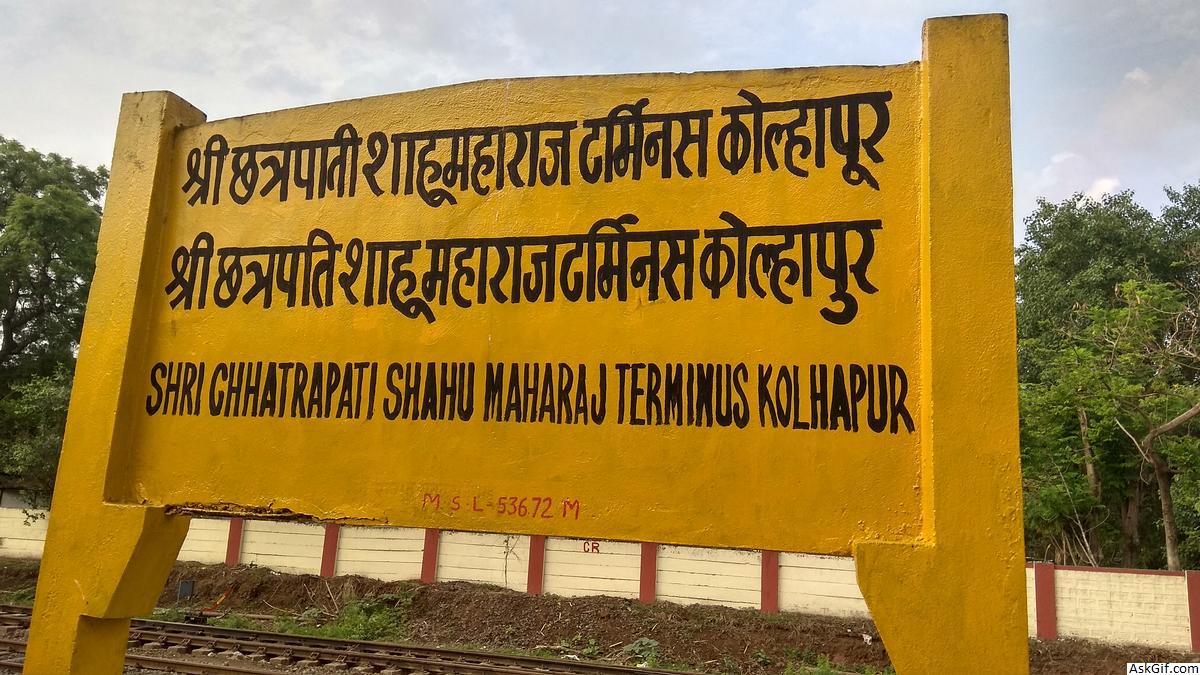 श्री छत्रपाती शाहू महाराज टर्मिनस कोल्हापूर
श्री छत्रपति शाहू महाराज टर्मिनस कोल्हापुर
SHRI CHHATRAPATI SHAHU MAHARAJ TERMINUS KOLHAPUR
M S L - 536.72 M
CR
AskGif.com